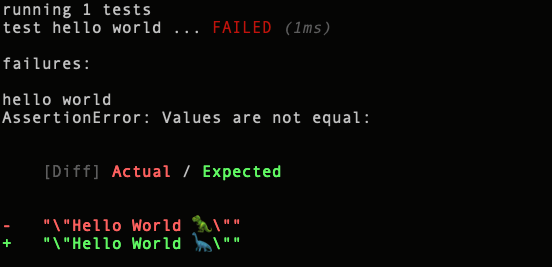 running 1 tests
test hello world ... FAILED (1ms)
failures:
hello world
AssertionError: Values are not equal:
[Diff] Actual / Expected
-   "\"Hello World 🦖\""
+   "\"Hello World 🦕\""